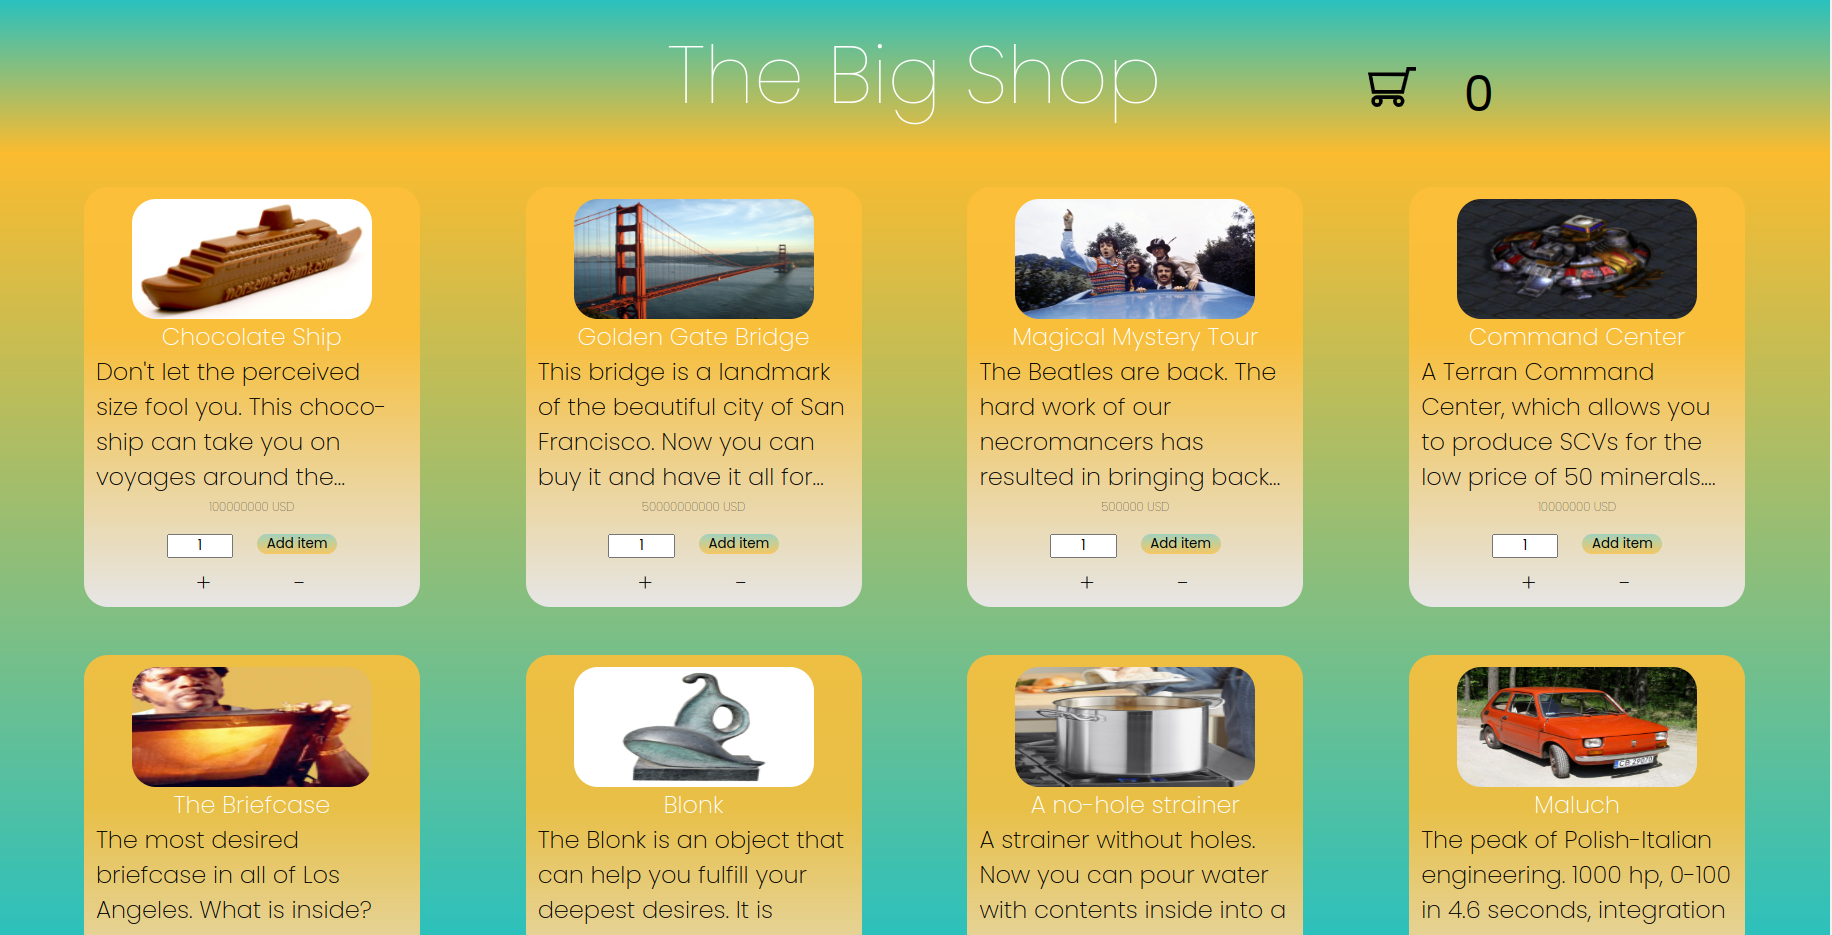 The Big Shop
0
Chocolate Ship
Don't let the perceived
size fool you. This choco-
ship can take you on
voyages around the...
100000000 USD
1 Add item
+ -
Golden Gate Bridge
This bridge is a landmark
of the beautiful city of San
Francisco. Now you can
buy it and have it all for...
50000000000 USD
1 Add item
+ -
Magical Mystery Tour
The Beatles are back. The
hard work of our
necromancers has
resulted in bringing back...
500000 USD
1 Add item
+ -
Command Center
A Terran Command
Center, which allows you
to produce SCVs for the
low price of 50 minerals....
10000000 USD
1 Add item
+ -
The Briefcase
The most desired
briefcase in all of Los
Angeles. What is inside?
Blonk
The Blonk is an object that
can help you fulfill your
deepest desires. It is
A no-hole strainer
A strainer without holes.
Now you can pour water
with contents inside into a
Maluch
The peak of Polish-Italian
engineering. 1000 hp, 0-100
in 4.6 seconds, integration